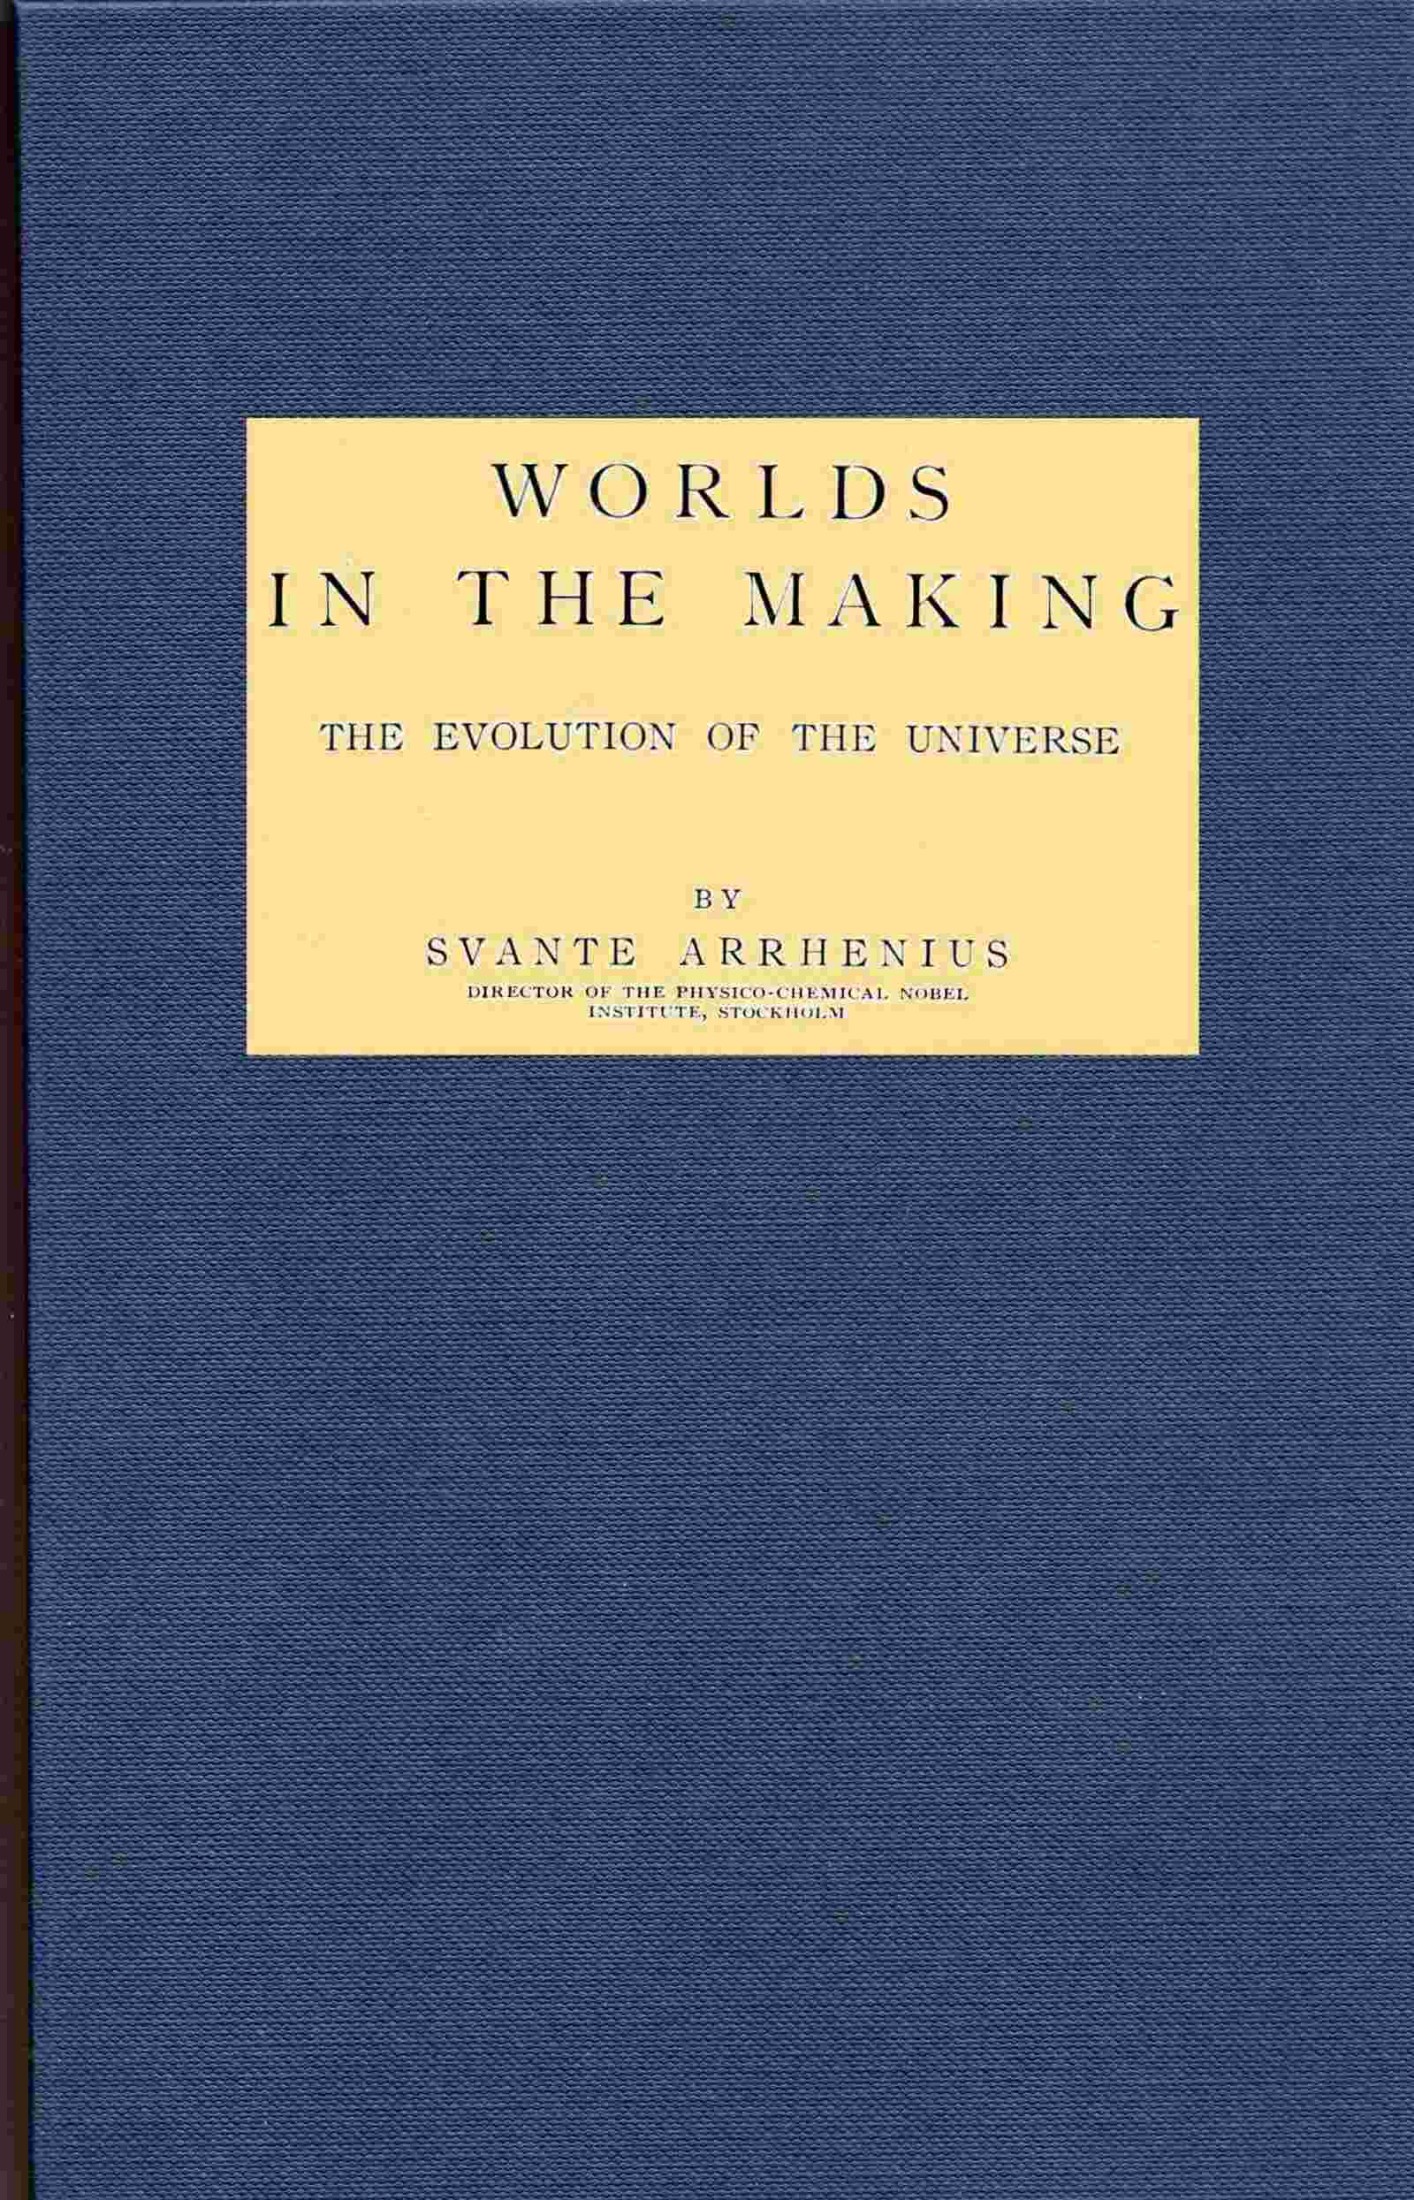 WORLDS
IN THE MAKING
THE EVOLUTION OF THE UNIVERSE
BY
SVANTE ARRHENIUS
DIRECTOR OF THE PHYSICO-CHEMICAL NOBEL
INSTITUTE, STOCKHOLM